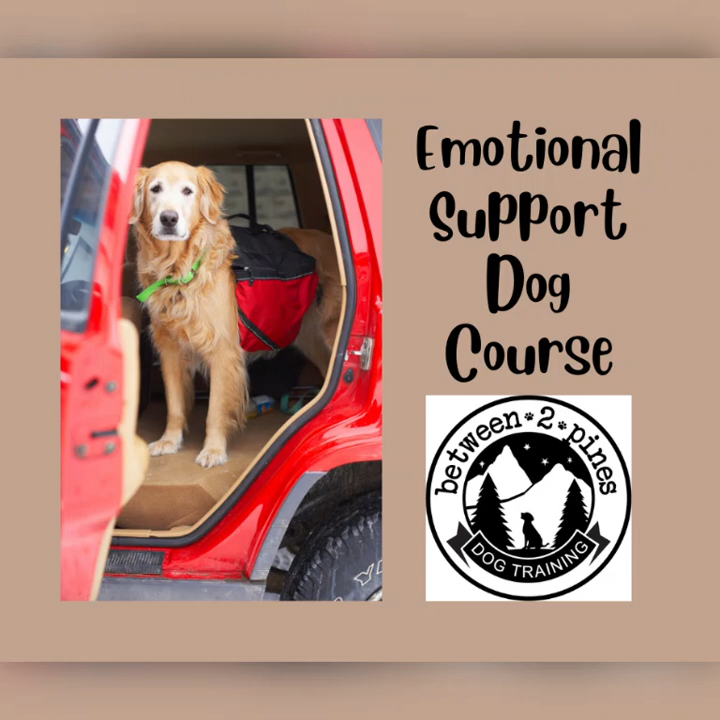 Emotional
Support
Dog
Course
between 2 pines
DOG TRAINING